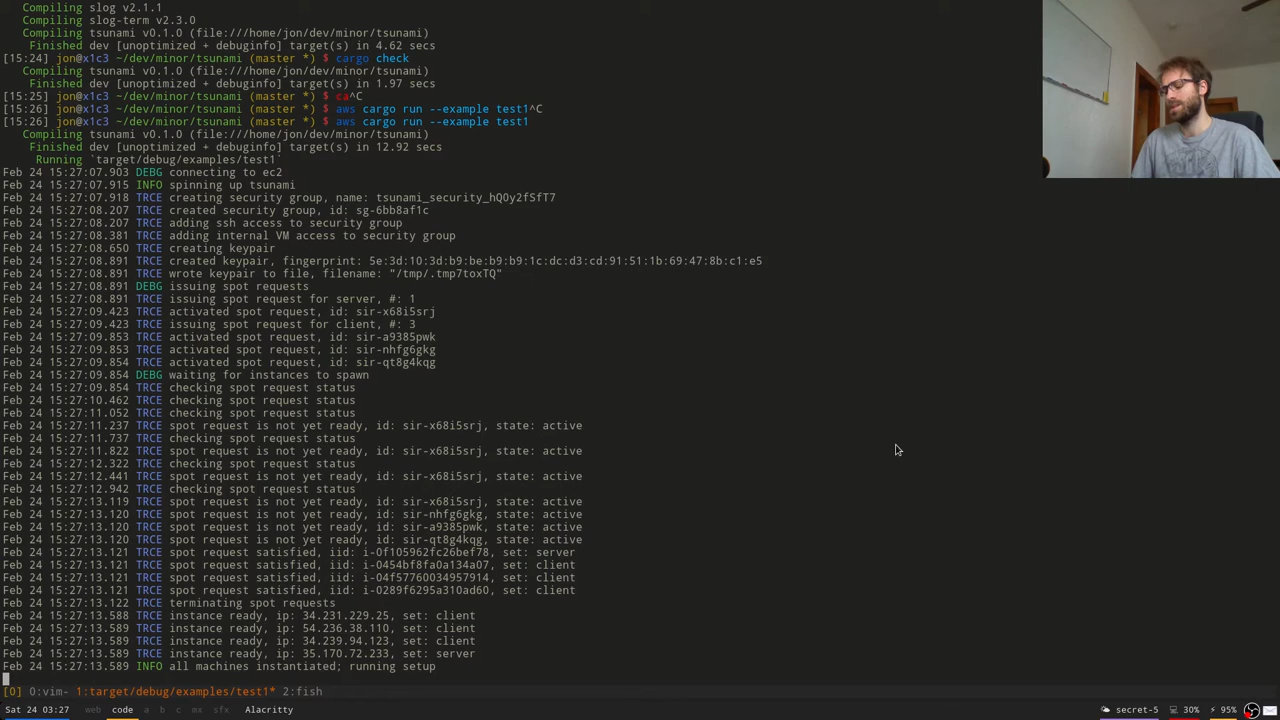 Compiling slog v2.1.1
Compiling slog-term v2.3.0
Compiling tsunami v0.1.0 (file:///home/jon/dev/minor/tsunami)
Finished dev [unoptimized + debuginfo] target(s) in 4.62 secs
[15:24] jon@x1c3 ~/dev/minor/tsunami (master *) $ cargo check
Compiling tsunami v0.1.0 (file:///home/jon/dev/minor/tsunami)
Finished dev [unoptimized + debuginfo] target(s) in 1.97 secs
[15:25] jon@x1c3 ~/dev/minor/tsunami (master *) $ ca^C
[15:26] jon@x1c3 ~/dev/minor/tsunami (master *) $ aws cargo run --example test1^C
[15:26] jon@x1c3 ~/dev/minor/tsunami (master *) $ aws cargo run --example test1
Compiling tsunami v0.1.0 (file:///home/jon/dev/minor/tsunami)
Finished dev [unoptimized + debuginfo] target(s) in 12.92 secs
Running `target/debug/examples/test1`
Feb 24 15:27:07.903 DEBG connecting to ec2
Feb 24 15:27:07.915 INFO spinning up tsunami
Feb 24 15:27:07.918 TRCE creating security group, name: tsunami_security_hQOy2fSfT7
Feb 24 15:27:08.207 TRCE created security group, id: sg-6bb8af1c
Feb 24 15:27:08.207 TRCE adding ssh access to security group
Feb 24 15:27:08.381 TRCE adding internal VM access to security group
Feb 24 15:27:08.650 TRCE creating keypair
Feb 24 15:27:08.891 TRCE created keypair, fingerprint: 5e:3d:10:3d:b9:be:b9:b9:1c:dc:d3:cd:91:51:1b:69:47:8b:c1:e5
Feb 24 15:27:08.891 TRCE wrote keypair to file, filename: "/tmp/.tmp7toxTQ"
Feb 24 15:27:08.891 DEBG issuing spot requests
Feb 24 15:27:08.891 TRCE issuing spot request for server, #: 1
Feb 24 15:27:09.423 TRCE activated spot request, id: sir-x68i5srj
Feb 24 15:27:09.423 TRCE issuing spot request for client, #: 3
Feb 24 15:27:09.853 TRCE activated spot request, id: sir-a9385pwk
Feb 24 15:27:09.853 TRCE activated spot request, id: sir-nhfg6gkg
Feb 24 15:27:09.854 TRCE activated spot request, id: sir-qt8g4kqg
Feb 24 15:27:09.854 DEBG waiting for instances to spawn
Feb 24 15:27:09.854 TRCE checking spot request status
Feb 24 15:27:10.462 TRCE checking spot request status
Feb 24 15:27:11.052 TRCE checking spot request status
Feb 24 15:27:11.237 TRCE spot request is not yet ready, id: sir-x68i5srj, state: active
Feb 24 15:27:11.737 TRCE checking spot request status
Feb 24 15:27:11.822 TRCE spot request is not yet ready, id: sir-x68i5srj, state: active
Feb 24 15:27:12.322 TRCE checking spot request status
Feb 24 15:27:12.441 TRCE spot request is not yet ready, id: sir-x68i5srj, state: active
Feb 24 15:27:12.942 TRCE checking spot request status
Feb 24 15:27:13.119 TRCE spot request is not yet ready, id: sir-x68i5srj, state: active
Feb 24 15:27:13.120 TRCE spot request is not yet ready, id: sir-nhfg6gkg, state: active
Feb 24 15:27:13.120 TRCE spot request is not yet ready, id: sir-a9385pwk, state: active
Feb 24 15:27:13.120 TRCE spot request is not yet ready, id: sir-qt8g4kqg, state: active
Feb 24 15:27:13.121 TRCE spot request satisfied, iid: i-0f105962fc26bef78, set: server
Feb 24 15:27:13.121 TRCE spot request satisfied, iid: i-0454bf8fa0a134a07, set: client
Feb 24 15:27:13.121 TRCE spot request satisfied, iid: i-04f57760034957914, set: client
Feb 24 15:27:13.121 TRCE spot request satisfied, iid: i-0289f6295a310ad60, set: client
Feb 24 15:27:13.122 TRCE terminating spot requests
Feb 24 15:27:13.588 TRCE instance ready, ip: 34.231.229.25, set: client
Feb 24 15:27:13.589 TRCE instance ready, ip: 54.236.38.110, set: client
Feb 24 15:27:13.589 TRCE instance ready, ip: 34.239.94.123, set: client
Feb 24 15:27:13.589 TRCE instance ready, ip: 35.170.72.233, set: server
Feb 24 15:27:13.589 INFO all machines instantiated; running setup
[0] 0:vim- 1:target/debug/examples/test1* 2:fish
Sat 24 03:27 web code a b c mx sfx Alacritty secret-5 30% 95%